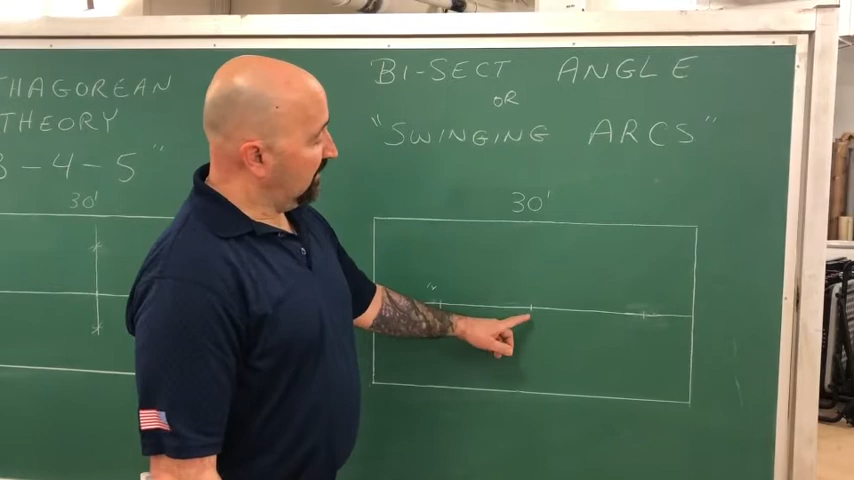 THAGOREAN
THEORY
3-4-5"
30'
BI-SECT ANGLE
OR
"SWINGING ARCS"
30'